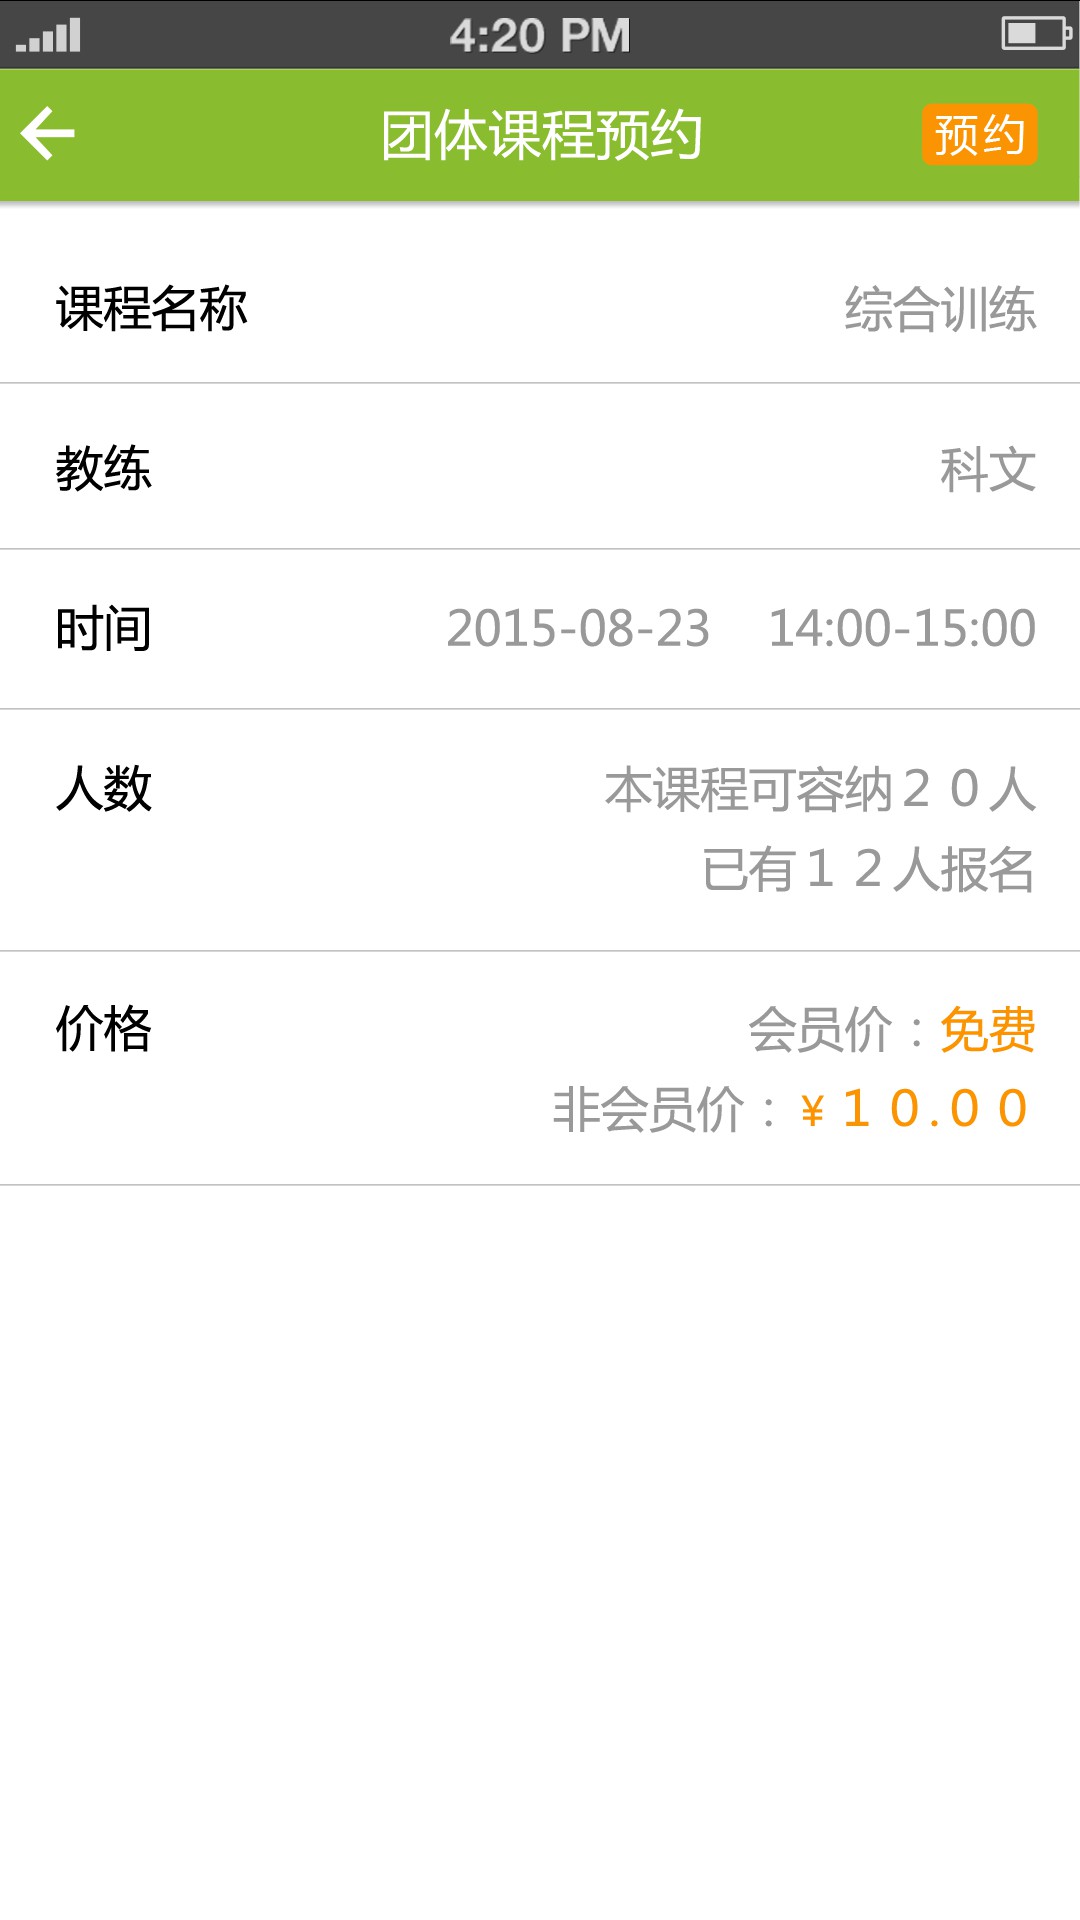 4:20 PM
团体课程预约 预约
课程名称 综合训练
教练 科文
时间 2015-08-23 14:00-15:00
人数 本课程可容纳２０人
已有１２人报名
价格 会员价：免费
非会员价：¥１０.００